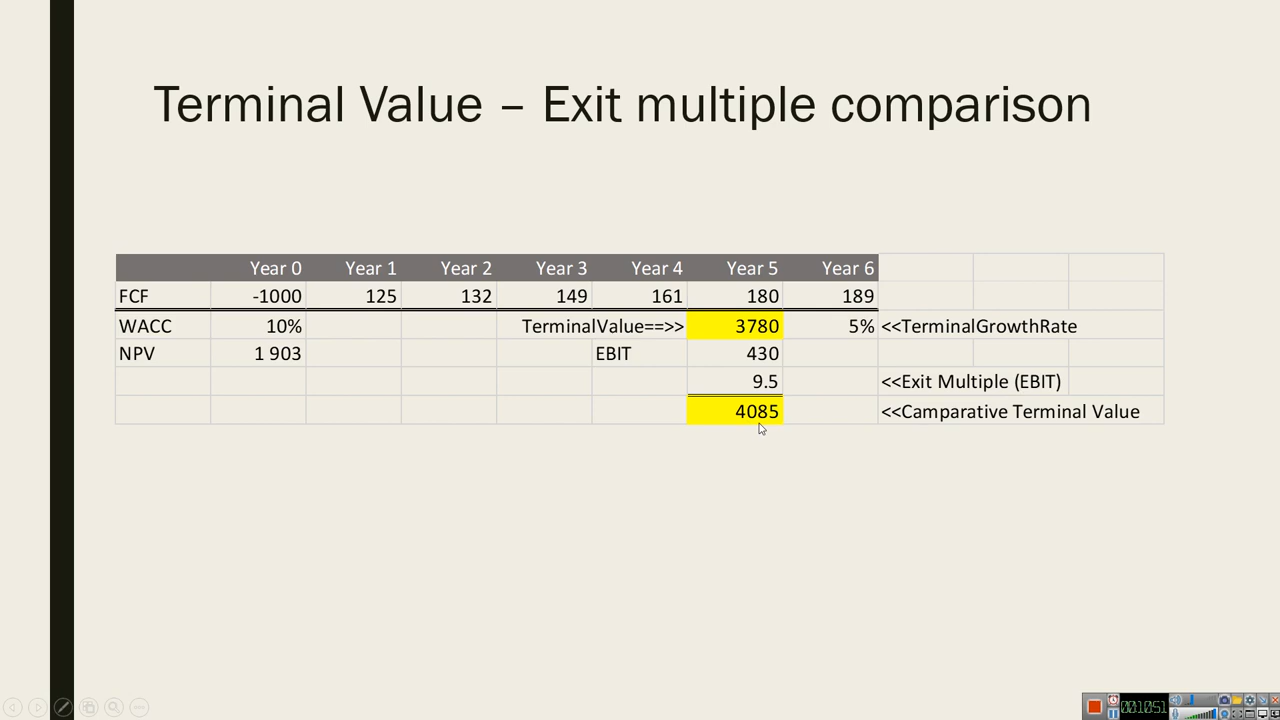 Terminal Value – Exit multiple comparison
Year 0 Year 1 Year 2 Year 3 Year 4 Year 5 Year 6
FCF -1000 125 132 149 161 180 189
WACC 10% TerminalValue==>> 3780 5% <<TerminalGrowthRate
NPV 1 903 EBIT 430
9.5 <<Exit Multiple (EBIT)
4085 <<Camparative Terminal Value